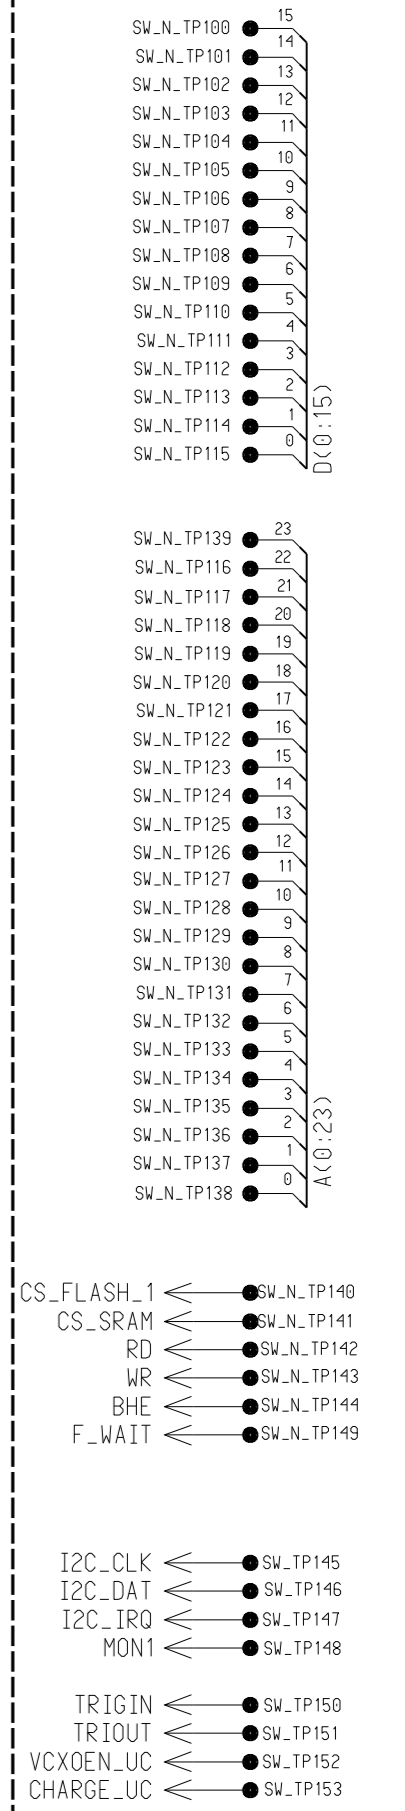 SW_N_TP100 15
SW_N_TP101 14
SW_N_TP102 13
SW_N_TP103 12
SW_N_TP104 11
SW_N_TP105 10
SW_N_TP106 9
SW_N_TP107 8
SW_N_TP108 7
SW_N_TP109 6
SW_N_TP110 5
SW_N_TP111 4
SW_N_TP112 3
SW_N_TP113 2
SW_N_TP114 1
SW_N_TP115 0
D(0:15)
SW_N_TP139 23
SW_N_TP116 22
SW_N_TP117 21
SW_N_TP118 20
SW_N_TP119 19
SW_N_TP120 18
SW_N_TP121 17
SW_N_TP122 16
SW_N_TP123 15
SW_N_TP124 14
SW_N_TP125 13
SW_N_TP126 12
SW_N_TP127 11
SW_N_TP128 10
SW_N_TP129 9
SW_N_TP130 8
SW_N_TP131 7
SW_N_TP132 6
SW_N_TP133 5
SW_N_TP134 4
SW_N_TP135 3
SW_N_TP136 2
SW_N_TP137 1
SW_N_TP138 0
A(0:23)
CS_FLASH_1 SW_N_TP140
CS_SRAM SW_N_TP141
RD SW_N_TP142
WR SW_N_TP143
BHE SW_N_TP144
F_WAIT SW_N_TP149
I2C_CLK SW_TP145
I2C_DAT SW_TP146
I2C_IRQ SW_TP147
MON1 SW_TP148
TRIGIN SW_TP150
TRIOUT SW_TP151
VCXOEN_UC SW_TP152
CHARGE_UC SW_TP153